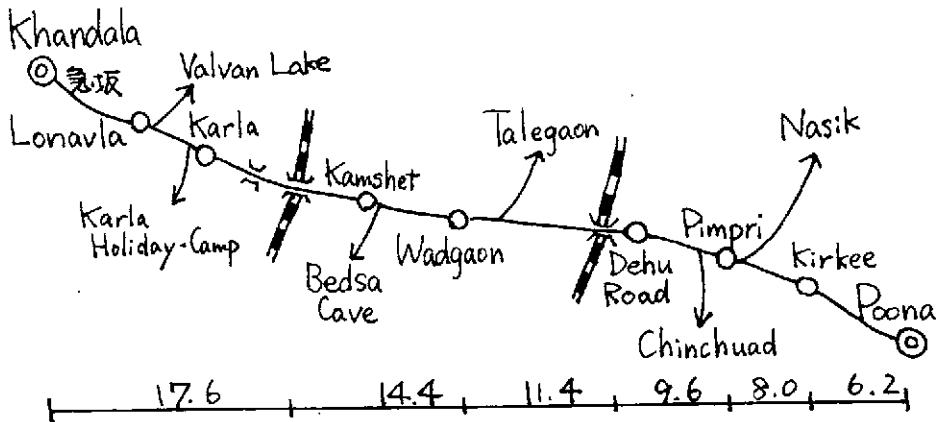 Khandala
急坂
Valvan Lake
Lonavla
Karla
Karla
Holiday-Camp
Kamshet
Bedsa
Cave
Wadgaon
Talegaon
Dehu
Road
Pimpri
Chinchuad
Nasik
Kirkee
Poona
17.6 14.4 11.4 9.6 8.0 6.2